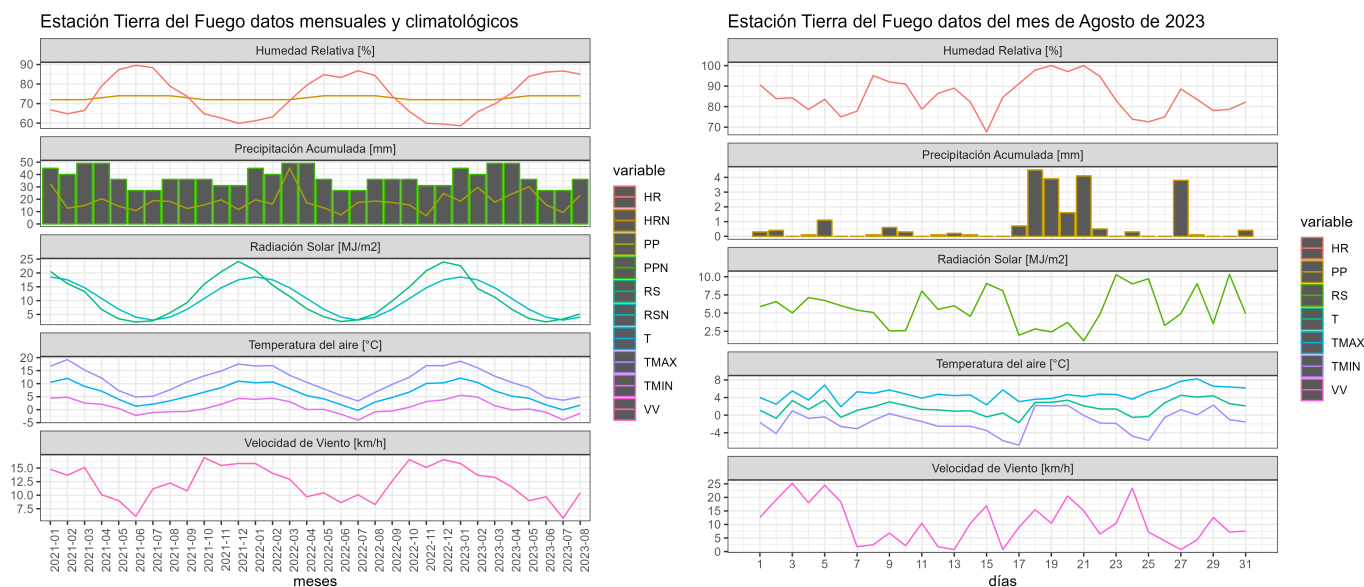 Estación Tierra del Fuego datos mensuales y climatológicos
Humedad Relativa [%]
90
80
70
60
Precipitación Acumulada [mm]
50
40
30
20
10
0
Radiación Solar [MJ/m2]
25
20
15
10
5
Temperatura del aire [°C]
20
15
10
5
0
-5
Velocidad de Viento [km/h]
15.0
12.5
10.0
7.5
2021-01
2021-02
2021-03
2021-04
2021-05
2021-06
2021-07
2021-08
2021-09
2021-10
2021-11
2021-12
2022-01
2022-02
2022-03
2022-04
2022-05
2022-06
2022-07
2022-08
2022-09
2022-10
2022-11
2022-12
2023-01
2023-02
2023-03
2023-04
2023-05
2023-06
2023-07
2023-08
meses
variable
HR
HRN
PP
PPN
RS
RSN
T
TMAX
TMIN
VV
Estación Tierra del Fuego datos del mes de Agosto de 2023
Humedad Relativa [%]
100
90
80
70
Precipitación Acumulada [mm]
4
3
2
1
0
Radiación Solar [MJ/m2]
10.0
7.5
5.0
2.5
Temperatura del aire [°C]
8
4
0
-4
Velocidad de Viento [km/h]
25
20
15
10
5
0
1 3 5 7 9 11 13 15 17 19 21 23 25 27 29 31
días
variable
HR
PP
RS
T
TMAX
TMIN
VV